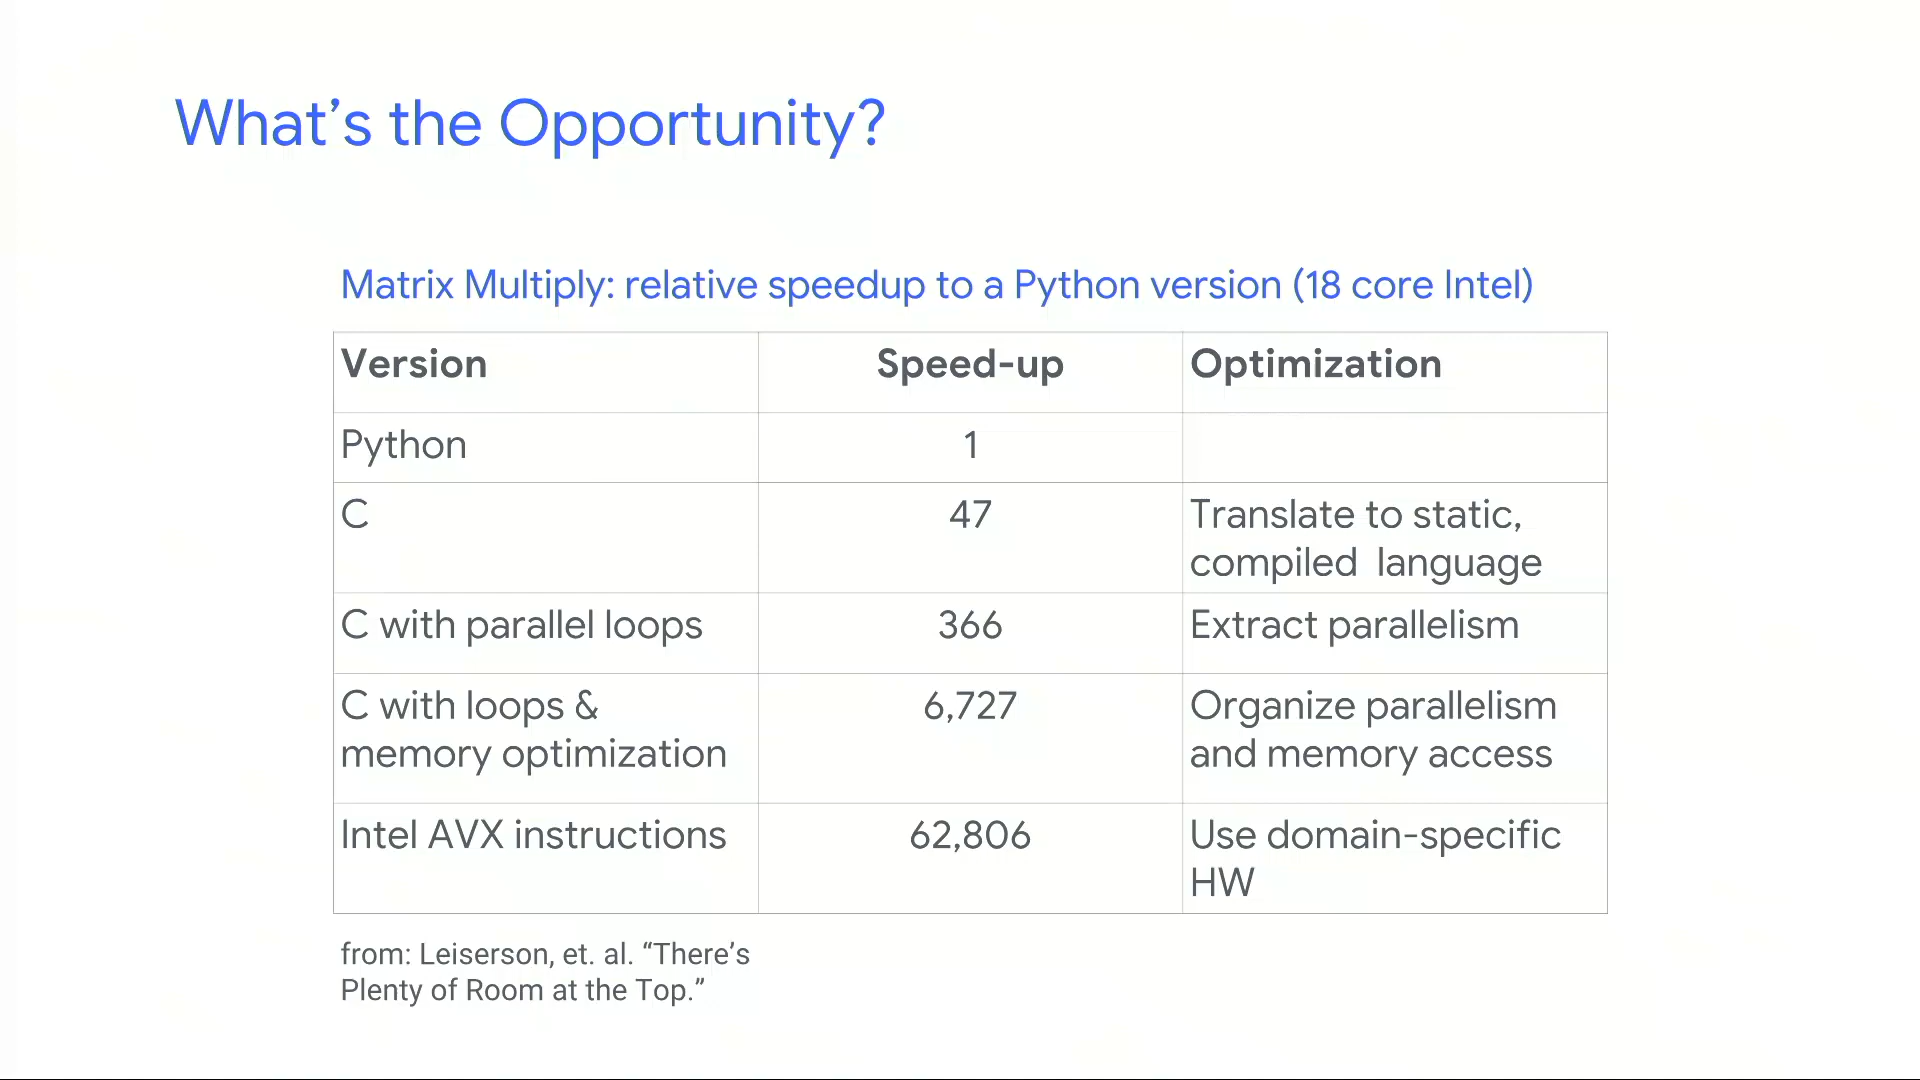 What’s the Opportunity?
Matrix Multiply: relative speedup to a Python version (18 core Intel)
Version Speed-up Optimization
Python 1
C 47 Translate to static,
compiled language
C with parallel loops 366 Extract parallelism
C with loops & 6,727 Organize parallelism
memory optimization and memory access
Intel AVX instructions 62,806 Use domain-specific
HW
from: Leiserson, et. al. “There’s
Plenty of Room at the Top.”